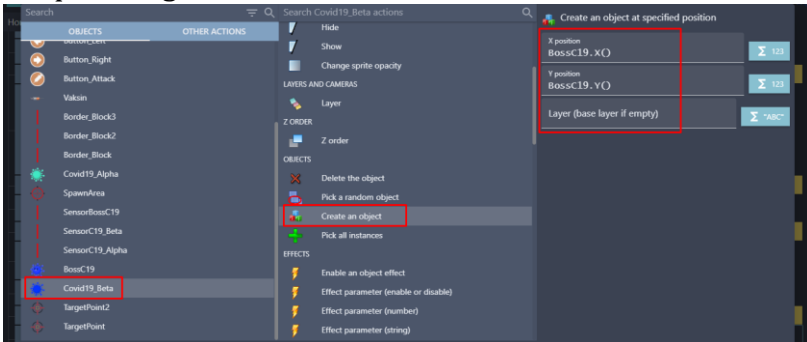 Search
OBJECTS
OTHER ACTIONS
Button_Left
Button_Right
Button_Attack
Vaksin
Border_Block3
Border_Block2
Border_Block
Covid19_Alpha
SpawnArea
SensorBossC19
SensorC19_Beta
SensorC19_Alpha
BossC19
Covid19_Beta
TargetPoint2
TargetPoint
Search Covid19_Beta actions
Hide
Show
Change sprite opacity
LAYERS AND CAMERAS
Layer
Z ORDER
Z order
OBJECTS
Delete the object
Pick a random object
Create an object
Pick all instances
EFFECTS
Enable an object effect
Effect parameter (enable or disable)
Effect parameter (number)
Effect parameter (string)
Create an object at specified position
X position
BossC19.X()
Σ 123
Y position
BossC19.Y()
Σ 123
Layer (base layer if empty)
Σ "ABC"